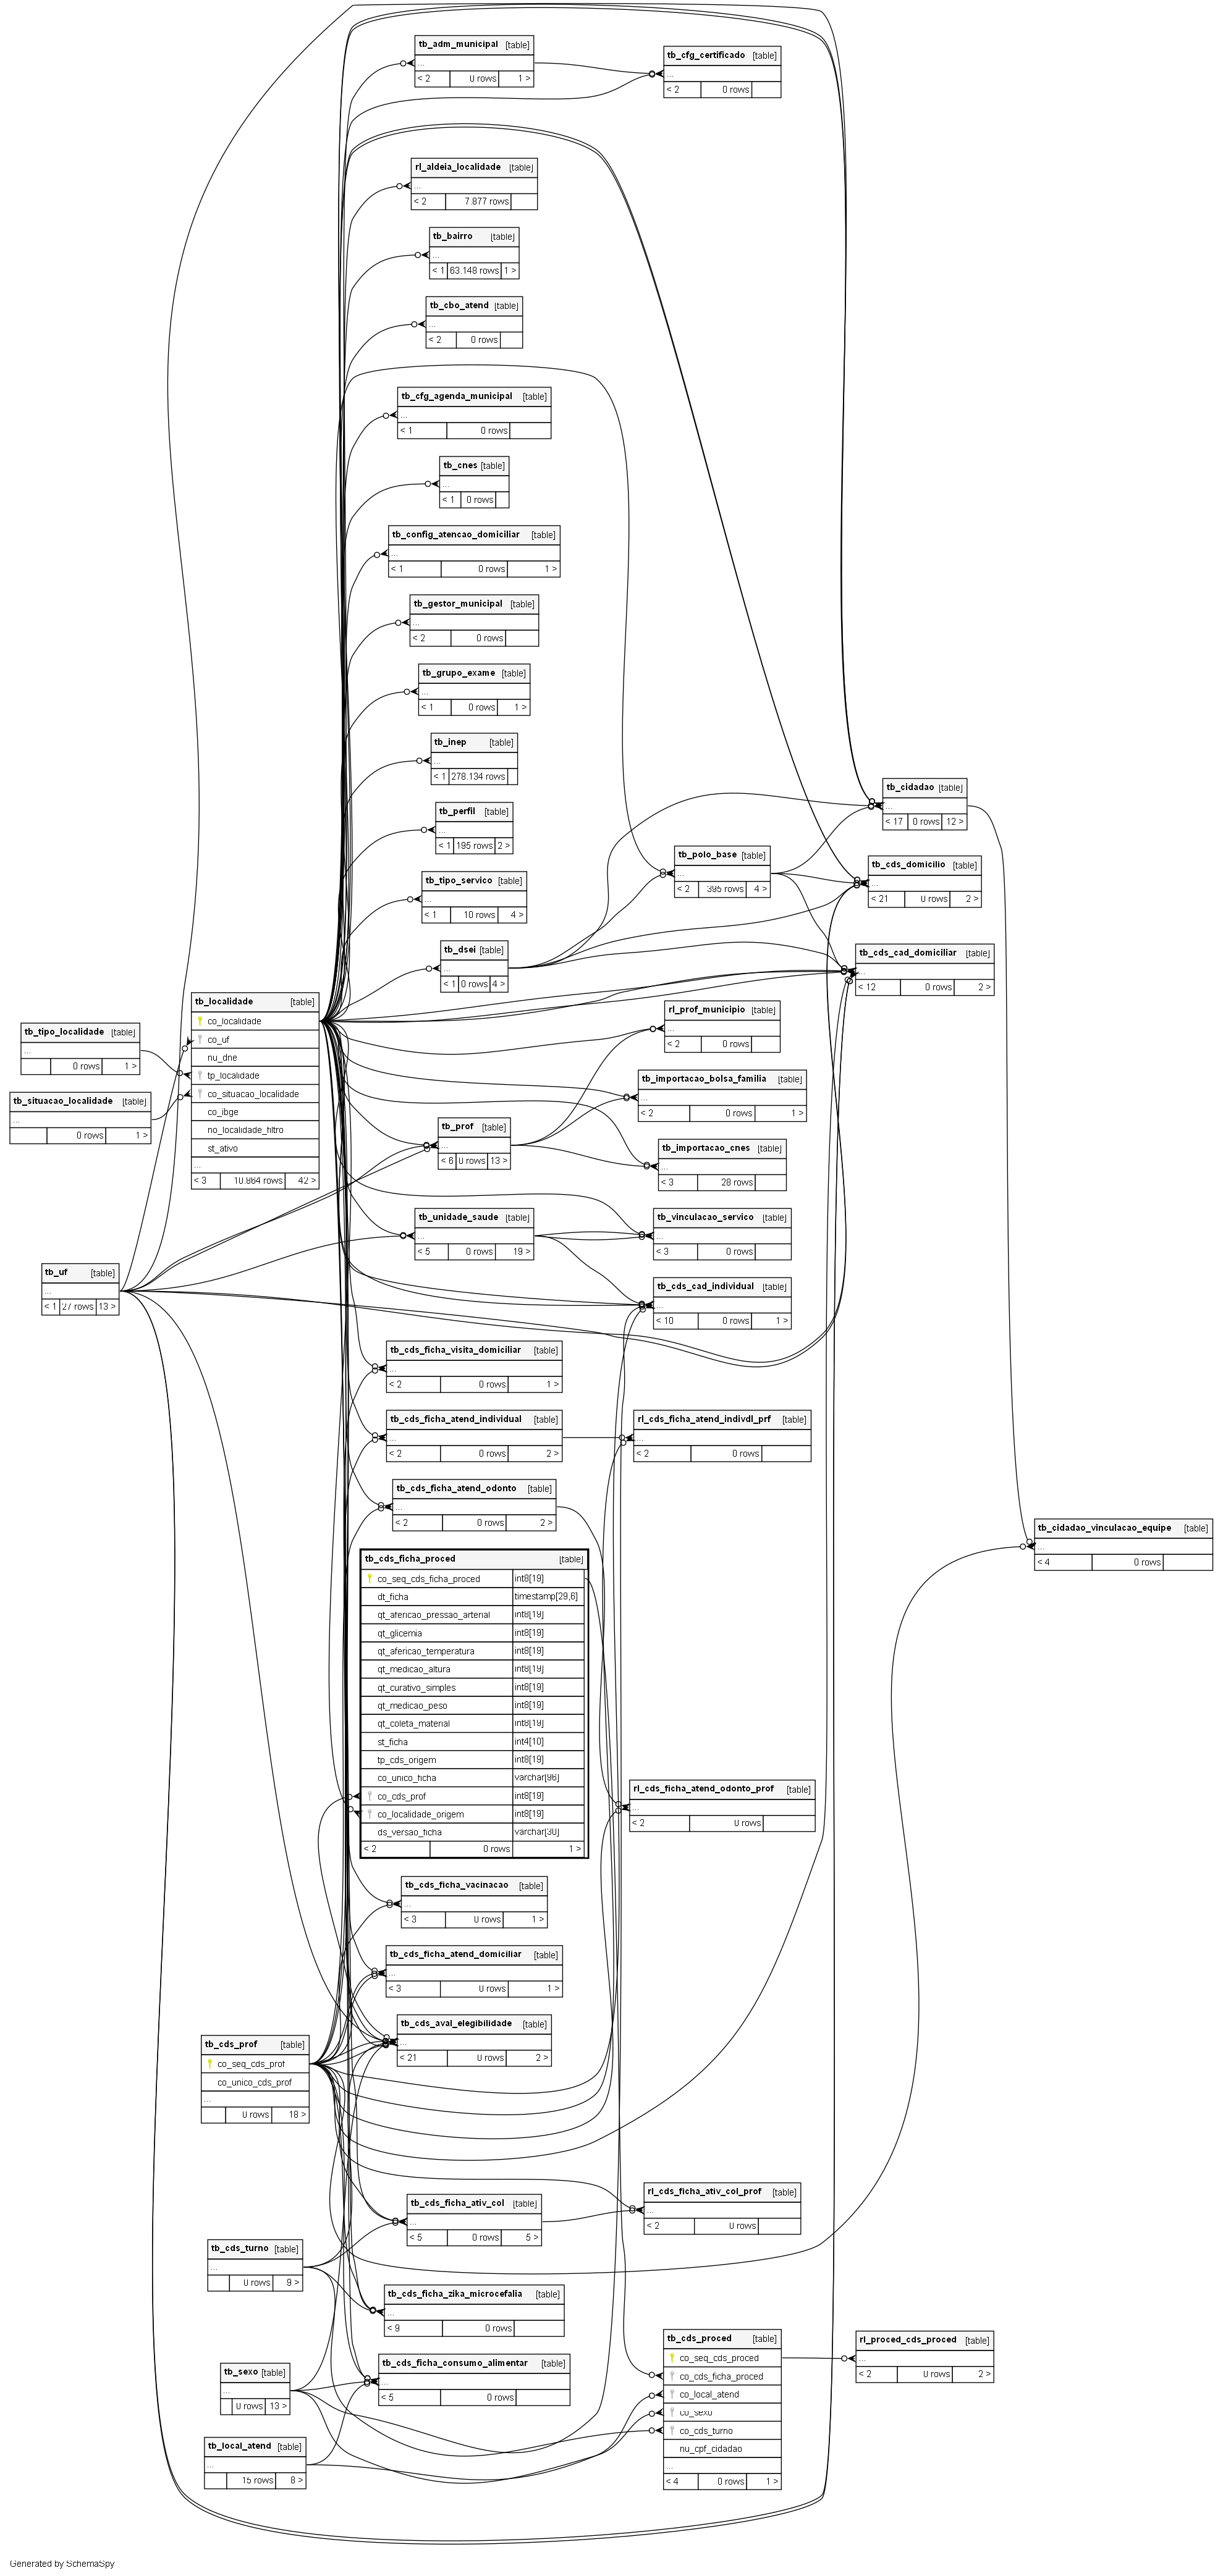 tb_adm_municipal [table]
...
< 2 0 rows 1 >
tb_cfg_certificado [table]
...
< 2 0 rows
rl_aldeia_localidade [table]
...
< 2 7.877 rows
tb_bairro [table]
...
< 1 63.148 rows 1 >
tb_cbo_atend [table]
...
< 2 0 rows
tb_cfg_agenda_municipal [table]
...
< 1 0 rows
tb_cnes [table]
...
< 1 0 rows
tb_config_atencao_domiciliar [table]
...
< 1 0 rows 1 >
tb_gestor_municipal [table]
...
< 2 0 rows
tb_grupo_exame [table]
...
< 1 0 rows 1 >
tb_inep [table]
...
< 1 278.134 rows
tb_perfil [table]
...
< 1 195 rows 2 >
tb_tipo_servico [table]
...
< 1 10 rows 4 >
tb_dsei [table]
...
< 1 0 rows 4 >
tb_polo_base [table]
...
< 2 395 rows 4 >
tb_cidadao [table]
...
< 17 0 rows 12 >
tb_cds_domicilio [table]
...
< 21 0 rows 2 >
tb_cds_cad_domiciliar [table]
...
< 12 0 rows 2 >
tb_localidade [table]
co_localidade
co_uf
nu_dne
tp_localidade
co_situacao_localidade
co_ibge
no_localidade_filtro
st_ativo
...
< 3 10.864 rows 42 >
tb_tipo_localidade [table]
...
0 rows 1 >
tb_situacao_localidade [table]
...
0 rows 1 >
rl_prof_municipio [table]
...
< 2 0 rows
tb_importacao_bolsa_familia [table]
...
< 2 0 rows 1 >
tb_prof [table]
...
< 6 0 rows 13 >
tb_importacao_cnes [table]
...
< 3 28 rows
tb_unidade_saude [table]
...
< 5 0 rows 19 >
tb_vinculacao_servico [table]
...
< 3 0 rows
tb_uf [table]
...
< 1 27 rows 13 >
tb_cds_cad_individual [table]
...
< 10 0 rows 1 >
tb_cds_ficha_visita_domiciliar [table]
...
< 2 0 rows 1 >
tb_cds_ficha_atend_individual [table]
...
< 2 0 rows 2 >
rl_cds_ficha_atend_indivdl_prf [table]
...
< 2 0 rows
tb_cds_ficha_atend_odonto [table]
...
< 2 0 rows 2 >
tb_cidadao_vinculacao_equipe [table]
...
< 4 0 rows
tb_cds_ficha_proced [table]
co_seq_cds_ficha_proced int8[19]
dt_ficha timestamp[29,6]
qt_afericao_pressao_arterial int8[19]
qt_glicemia int8[19]
qt_afericao_temperatura int8[19]
qt_medicao_altura int8[19]
qt_curativo_simples int8[19]
qt_medicao_peso int8[19]
qt_coleta_material int8[19]
st_ficha int4[10]
tp_cds_origem int8[19]
co_unico_ficha varchar[96]
co_cds_prof int8[19]
co_localidade_origem int8[19]
ds_versao_ficha varchar[30]
< 2 0 rows 1 >
rl_cds_ficha_atend_odonto_prof [table]
...
< 2 0 rows
tb_cds_ficha_vacinacao [table]
...
< 3 0 rows 1 >
tb_cds_ficha_atend_domiciliar [table]
...
< 3 0 rows 1 >
tb_cds_aval_elegibilidade [table]
...
< 21 0 rows 2 >
tb_cds_prof [table]
co_seq_cds_prof
co_unico_cds_prof
...
0 rows 18 >
rl_cds_ficha_ativ_col_prof [table]
...
< 2 0 rows
tb_cds_ficha_ativ_col [table]
...
< 5 0 rows 5 >
tb_cds_turno [table]
...
0 rows 9 >
tb_cds_ficha_zika_microcefalia [table]
...
< 9 0 rows
tb_cds_proced [table]
co_seq_cds_proced
co_cds_ficha_proced
co_local_atend
co_sexo
co_cds_turno
nu_cpf_cidadao
...
< 4 0 rows 1 >
rl_proced_cds_proced [table]
...
< 2 0 rows 2 >
tb_cds_ficha_consumo_alimentar [table]
...
< 5 0 rows
tb_sexo [table]
...
0 rows 13 >
tb_local_atend [table]
...
15 rows 8 >
Generated by SchemaSpy